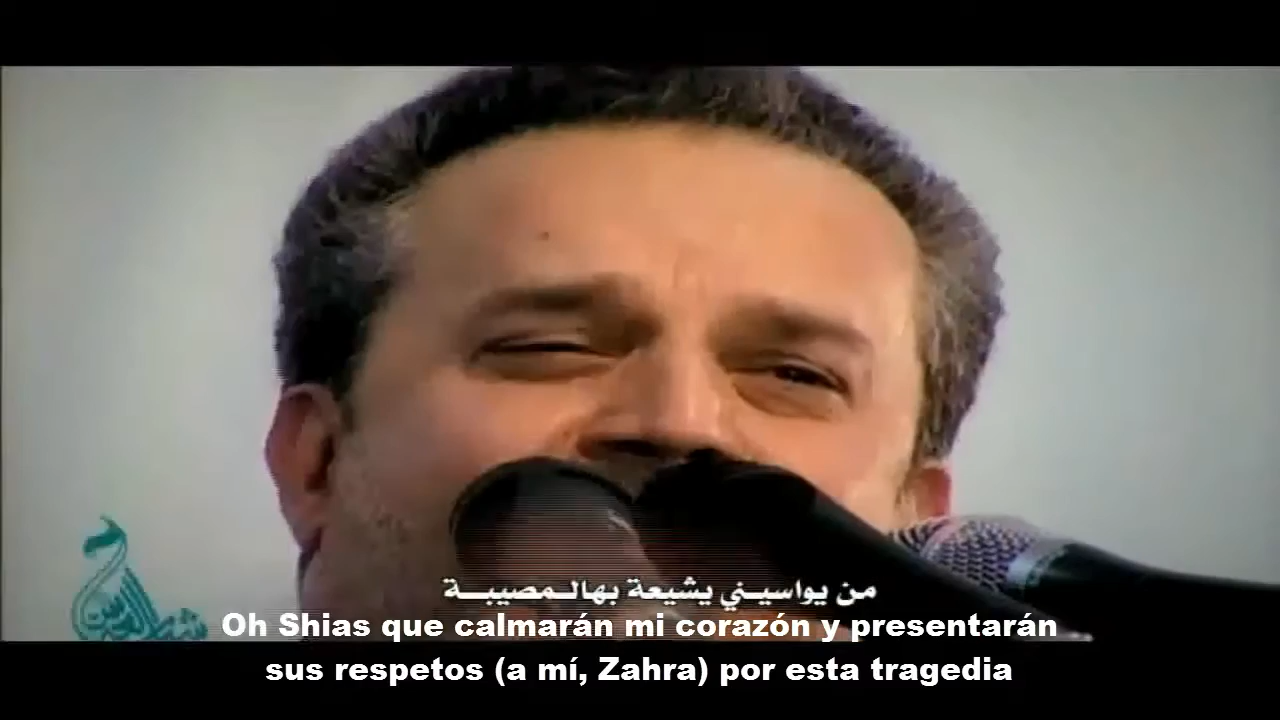 من يواسيني يشيعة بهالمصيبة
Oh Shias que calmarán mi corazón y presentarán
sus respetos (a mí, Zahra) por esta tragedia